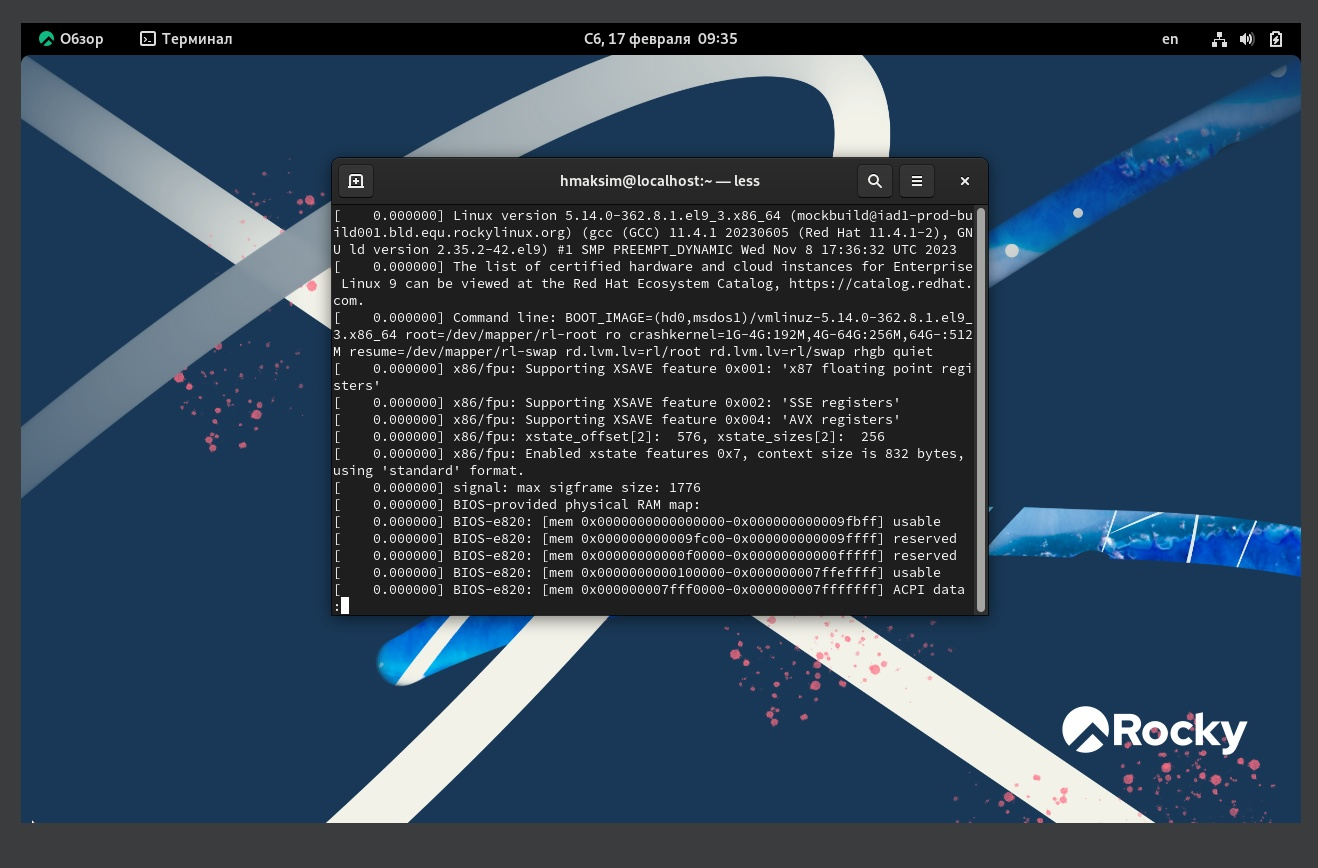 Обзор Терминал Сб, 17 февраля 09:35 en
hmaksim@localhost:~ — less
[    0.000000] Linux version 5.14.0-362.8.1.el9_3.x86_64 (mockbuild@iad1-prod-bu
ild001.bld.equ.rockylinux.org) (gcc (GCC) 11.4.1 20230605 (Red Hat 11.4.1-2), GN
U ld version 2.35.2-42.el9) #1 SMP PREEMPT_DYNAMIC Wed Nov 8 17:36:32 UTC 2023
[    0.000000] The list of certified hardware and cloud instances for Enterprise
 Linux 9 can be viewed at the Red Hat Ecosystem Catalog, https://catalog.redhat.
com.
[    0.000000] Command line: BOOT_IMAGE=(hd0,msdos1)/vmlinuz-5.14.0-362.8.1.el9_
3.x86_64 root=/dev/mapper/rl-root ro crashkernel=1G-4G:192M,4G-64G:256M,64G-:512
M resume=/dev/mapper/rl-swap rd.lvm.lv=rl/root rd.lvm.lv=rl/swap rhgb quiet
[    0.000000] x86/fpu: Supporting XSAVE feature 0x001: 'x87 floating point regi
sters'
[    0.000000] x86/fpu: Supporting XSAVE feature 0x002: 'SSE registers'
[    0.000000] x86/fpu: Supporting XSAVE feature 0x004: 'AVX registers'
[    0.000000] x86/fpu: xstate_offset[2]:  576, xstate_sizes[2]:  256
[    0.000000] x86/fpu: Enabled xstate features 0x7, context size is 832 bytes,
using 'standard' format.
[    0.000000] signal: max sigframe size: 1776
[    0.000000] BIOS-provided physical RAM map:
[    0.000000] BIOS-e820: [mem 0x0000000000000000-0x000000000009fbff] usable
[    0.000000] BIOS-e820: [mem 0x000000000009fc00-0x000000000009ffff] reserved
[    0.000000] BIOS-e820: [mem 0x00000000000f0000-0x00000000000fffff] reserved
[    0.000000] BIOS-e820: [mem 0x0000000000100000-0x000000007ffeffff] usable
[    0.000000] BIOS-e820: [mem 0x000000007fff0000-0x000000007fffffff] ACPI data
:
Rocky